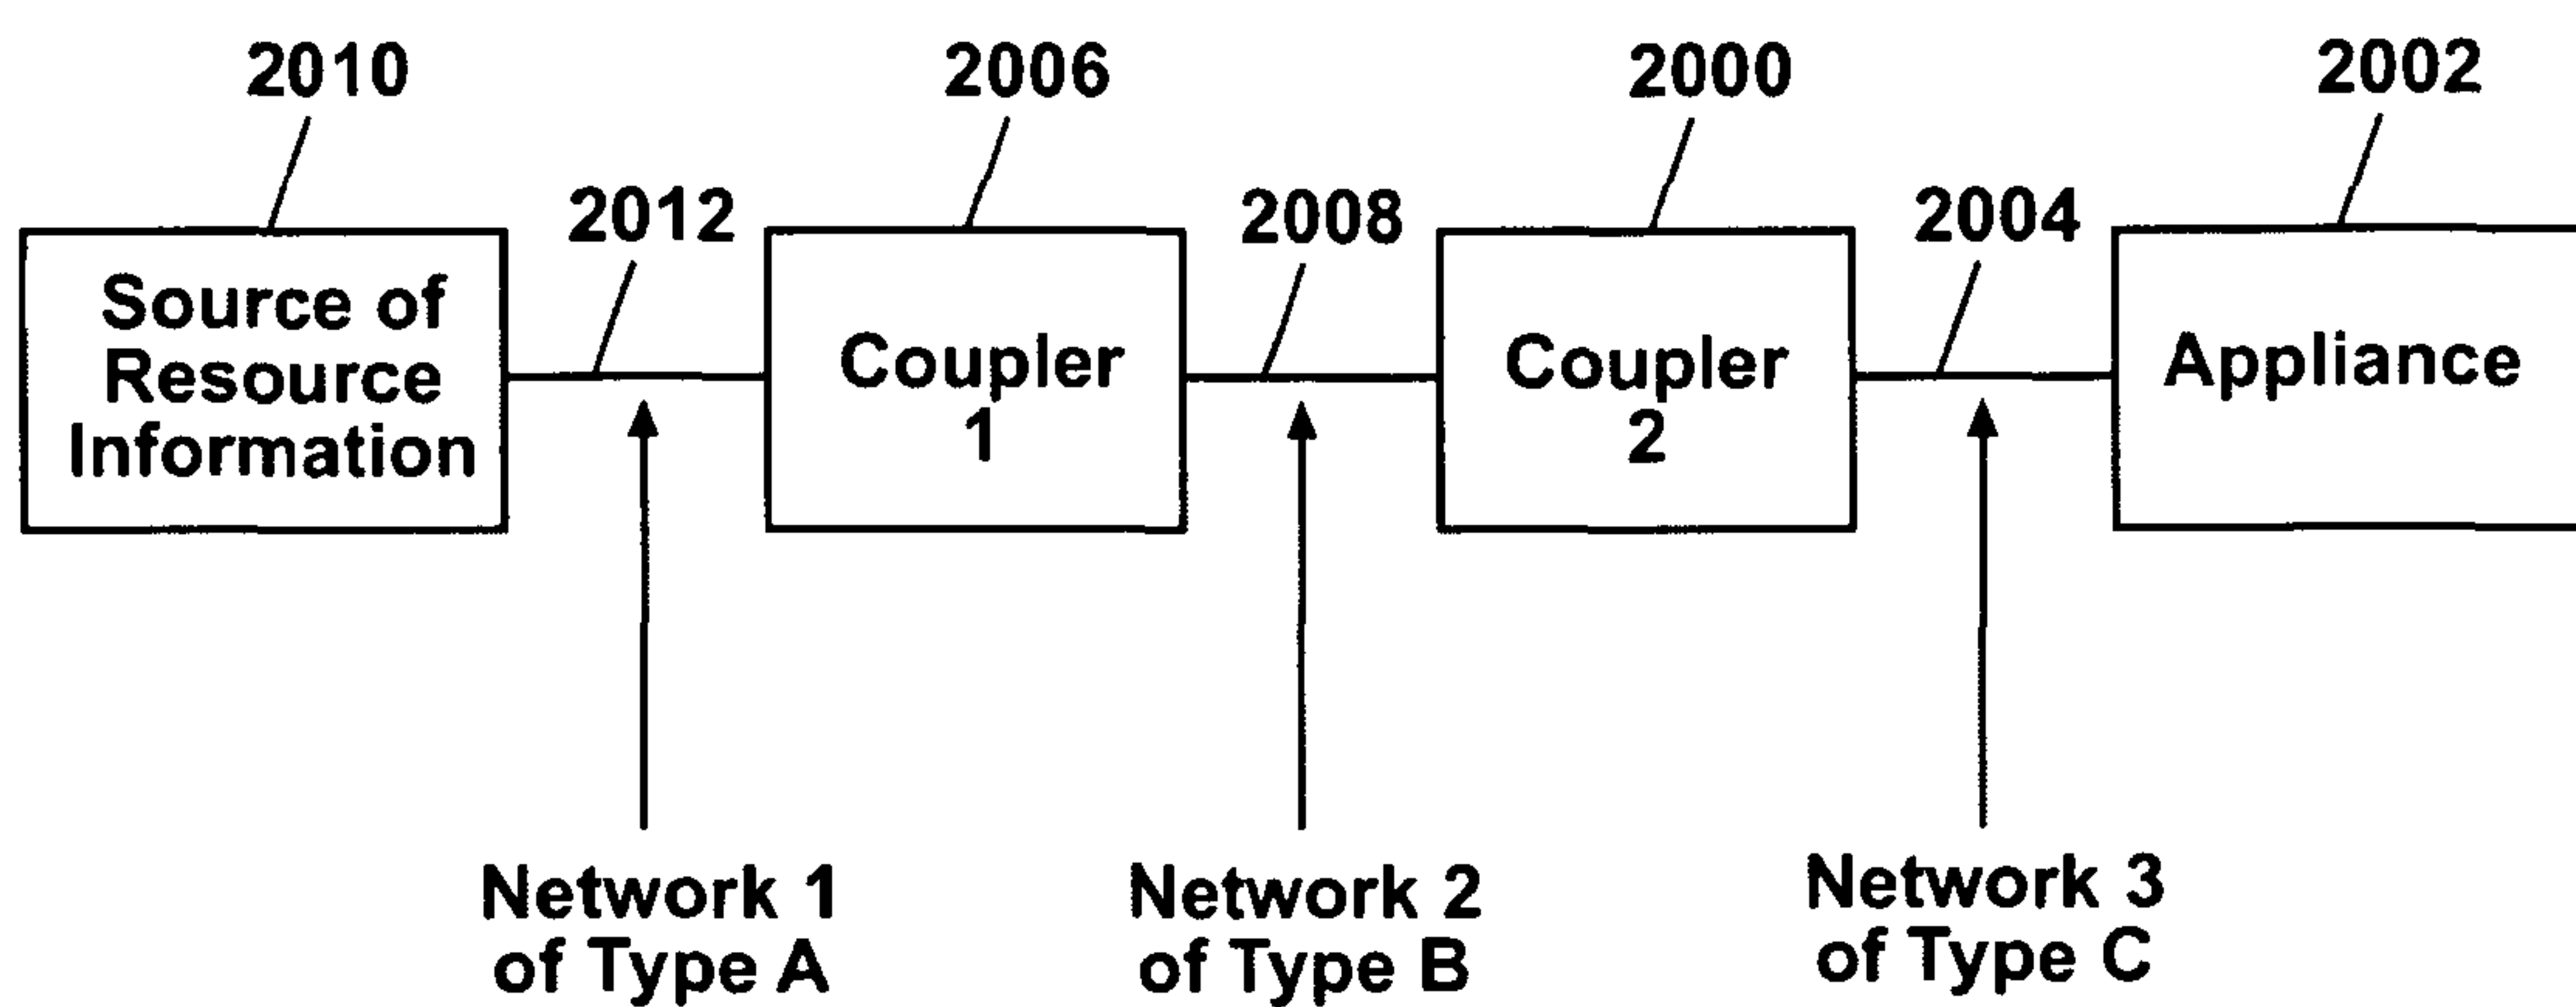 2010
2006
2000
2002
2012
2008
2004
Source of
Resource
Information
Coupler
1
Coupler
2
Appliance
Network 1
of Type A
Network 2
of Type B
Network 3
of Type C